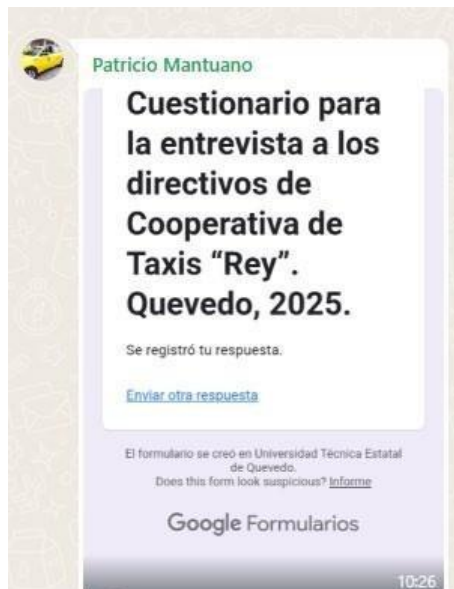 Patricio Mantuano
Cuestionario para
la entrevista a los
directivos de
Cooperativa de
Taxis “Rey”.
Quevedo, 2025.
Se registró tu respuesta.
Enviar otra respuesta
El formulario se creó en Universidad Técnica Estatal
de Quevedo.
Does this form look suspicious? Informe
Google Formularios
10:26